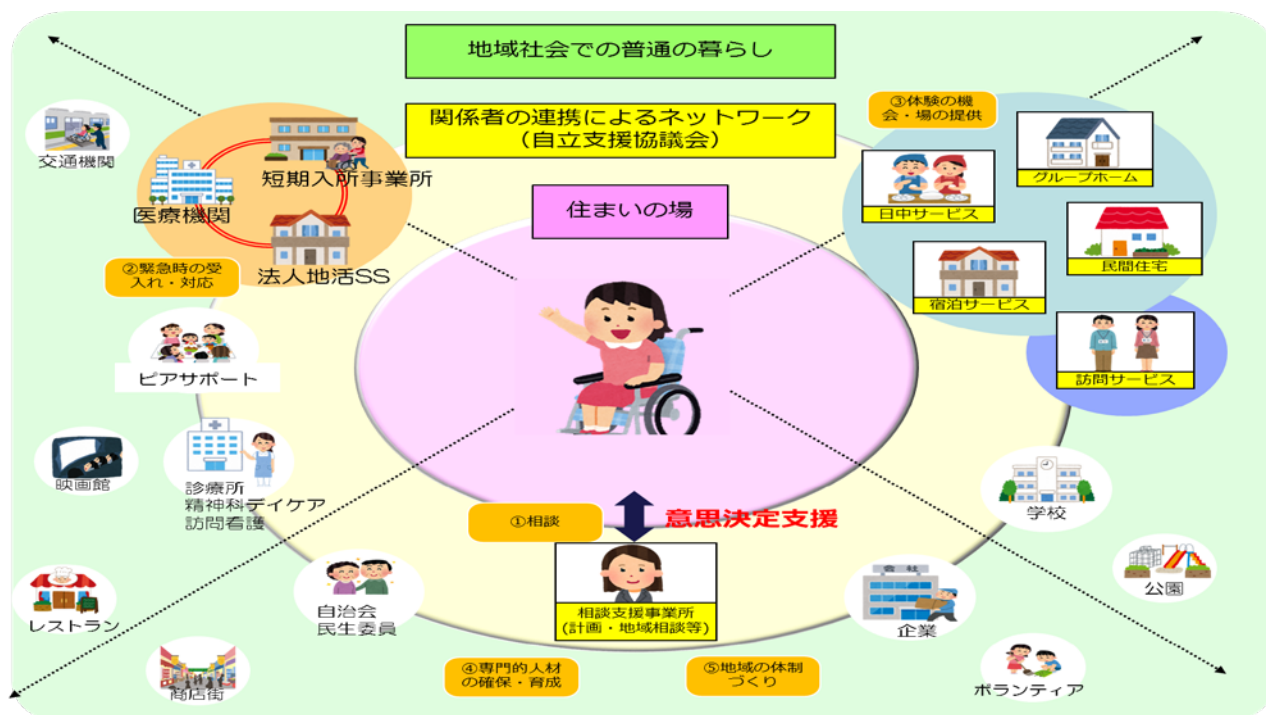 地域社会での普通の暮らし
関係者の連携によるネットワーク
(自立支援協議会)
住まいの場
交通機関
短期入所事業所
医療機関
法人地活SS
②緊急時の受
入れ・対応
③体験の機
会・場の提供
グループホーム
日中サービス
民間住宅
宿泊サービス
訪問サービス
ピアサポート
映画館
診療所
精神科デイケア
訪問看護
①相談
意思決定支援
相談支援事業所
(計画・地域相談等)
学校
公園
レストラン
自治会
民生委員
企業
商店街
④専門的人材
の確保・育成
⑤地域の体制
づくり
ボランティア
会社